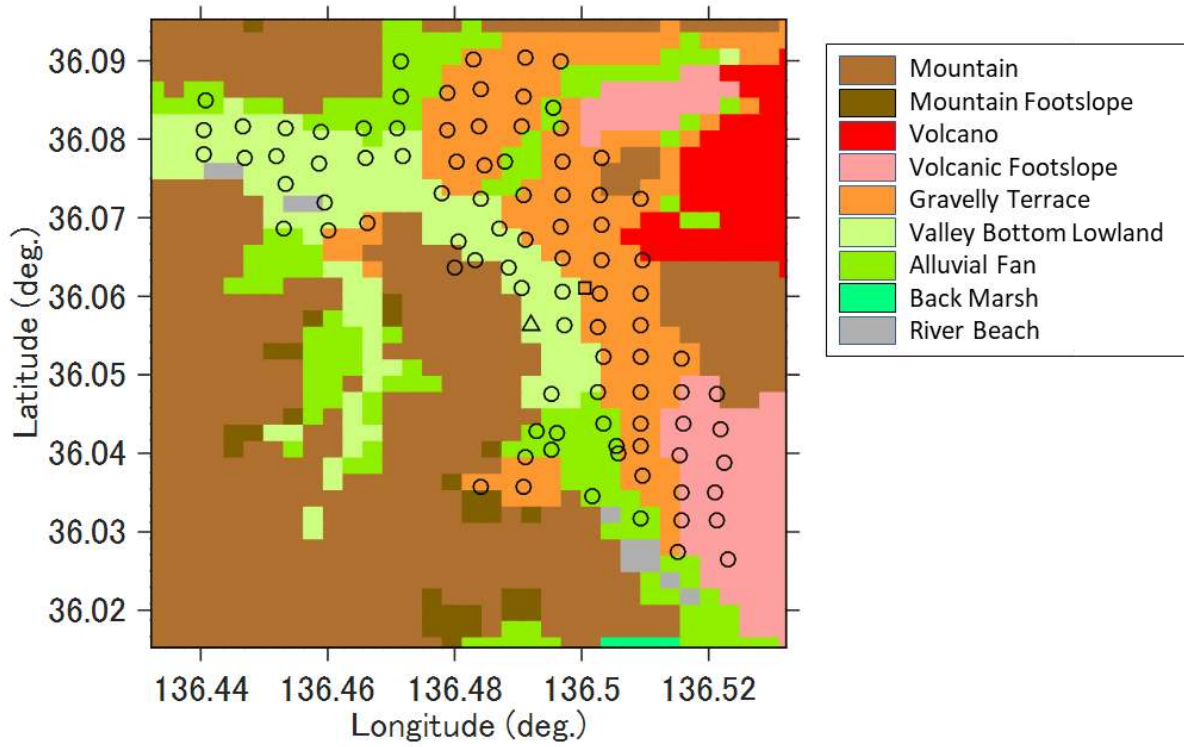 36.09
36.08
36.07
36.06
36.05
36.04
36.03
36.02
Latitude (deg.)
136.44 136.46 136.48 136.5 136.52
Longitude (deg.)
Mountain
Mountain Footslope
Volcano
Volcanic Footslope
Gravelly Terrace
Valley Bottom Lowland
Alluvial Fan
Back Marsh
River Beach